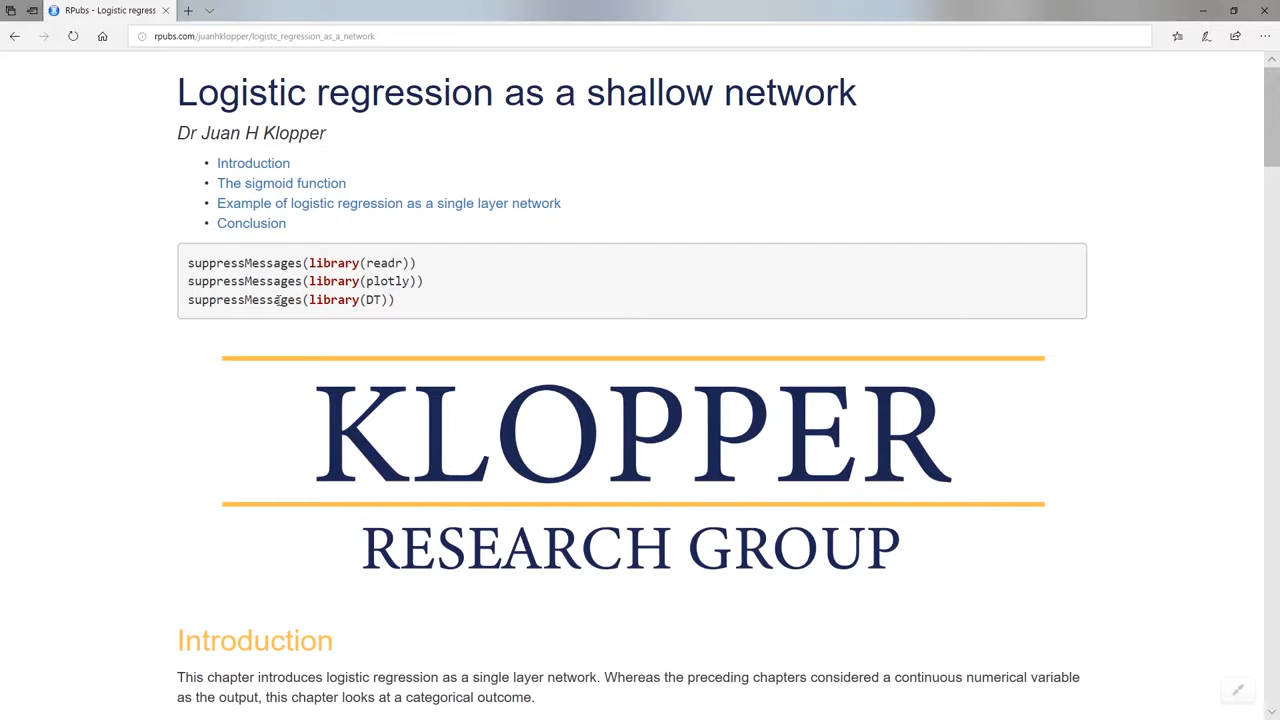 RPubs - Logistic regress
rpubs.com/juanhklopper/logistc_regression_as_a_network
Logistic regression as a shallow network
Dr Juan H Klopper
• Introduction
• The sigmoid function
• Example of logistic regression as a single layer network
• Conclusion
suppressMessages(library(readr))
suppressMessages(library(plotly))
suppressMessages(library(DT))
KLOPPER
RESEARCH GROUP
Introduction
This chapter introduces logistic regression as a single layer network. Whereas the preceding chapters considered a continuous numerical variable
as the output, this chapter looks at a categorical outcome.